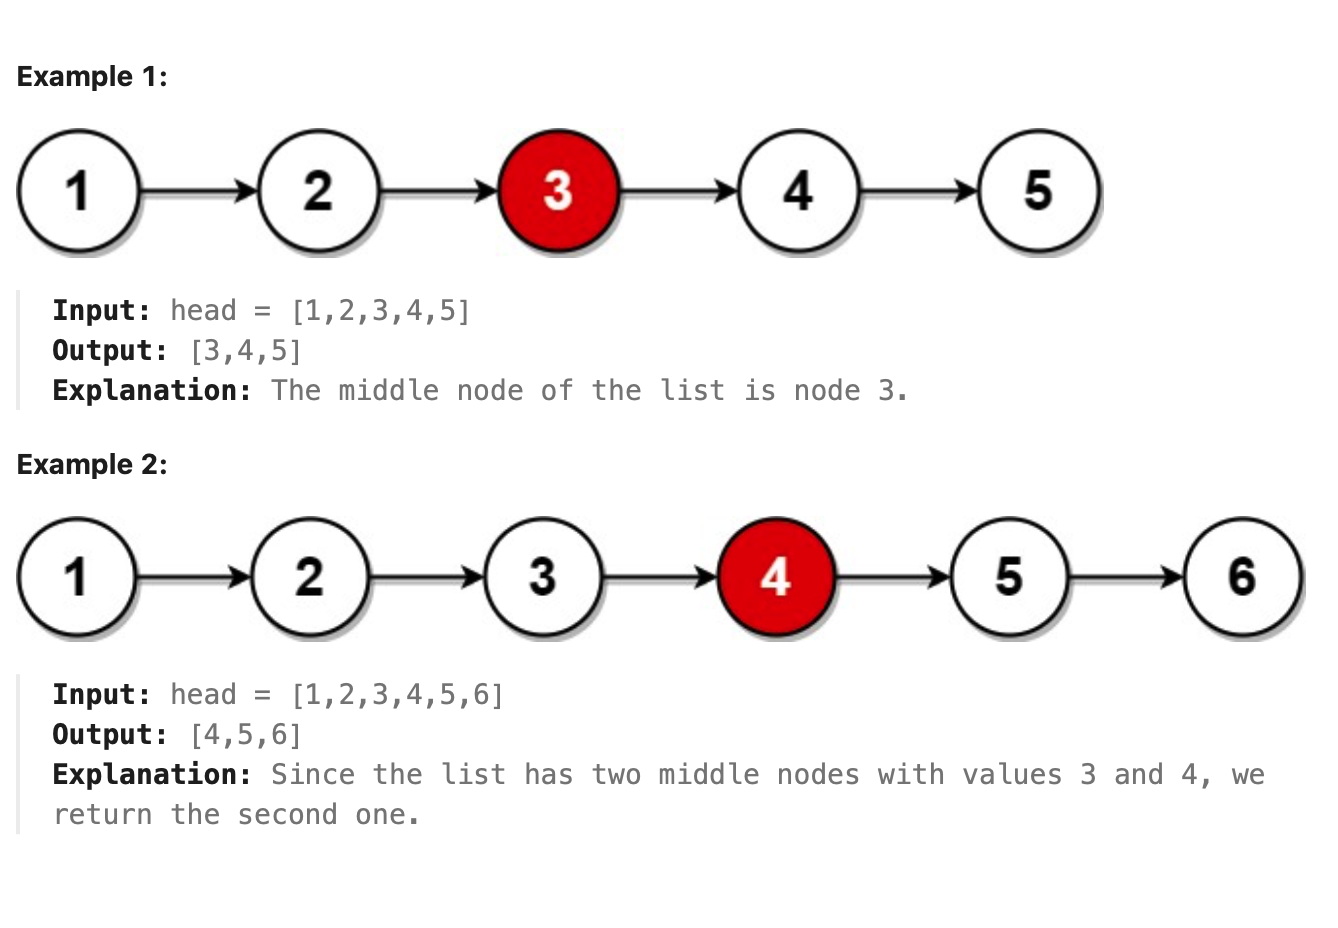 Example 1:
1 2 3 4 5
Input: head = [1,2,3,4,5]
Output: [3,4,5]
Explanation: The middle node of the list is node 3.
Example 2:
1 2 3 4 5 6
Input: head = [1,2,3,4,5,6]
Output: [4,5,6]
Explanation: Since the list has two middle nodes with values 3 and 4, we
return the second one.